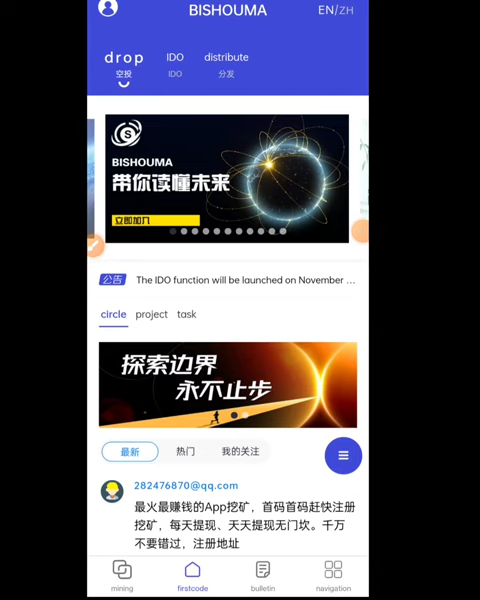 BISHOUMA
EN/ZH
drop
IDO
distribute
空投
IDO
分发
BISHOUMA
带你读懂未来
立即加入
公告
The IDO function will be launched on November ...
circle
project
task
探索边界
永不止步
最新
热门
我的关注
282476870@qq.com
最火最赚钱的App挖矿，首码首码赶快注册
挖矿，每天提现、天天提现无门坎。千万
不要错过，注册地址
mining
firstcode
bulletin
navigation